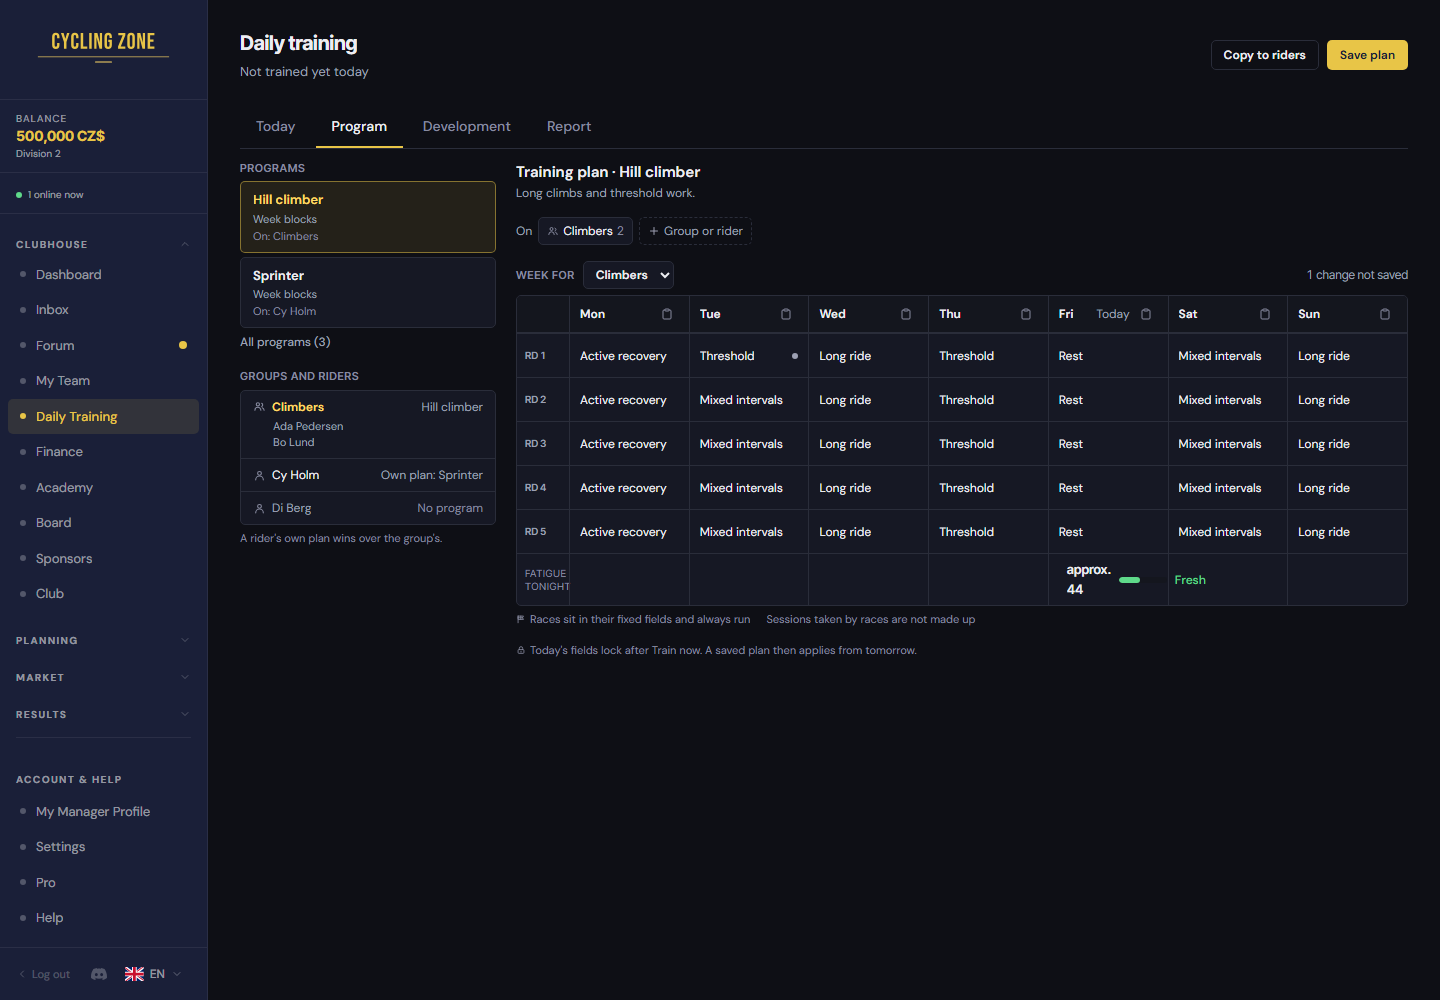 CYCLING ZONE
BALANCE
500,000 CZ$
Division 2
1 online now
CLUBHOUSE
Dashboard
Inbox
Forum
My Team
Daily Training
Finance
Academy
Board
Sponsors
Club
PLANNING
MARKET
RESULTS
ACCOUNT & HELP
My Manager Profile
Settings
Pro
Help
Log out EN
Daily training
Not trained yet today
Copy to riders Save plan
Today Program Development Report
PROGRAMS
Hill climber
Week blocks
On: Climbers
Sprinter
Week blocks
On: Cy Holm
All programs (3)
GROUPS AND RIDERS
Climbers Hill climber
Ada Pedersen
Bo Lund
Cy Holm Own plan: Sprinter
Di Berg No program
A rider's own plan wins over the group's.
Training plan · Hill climber
Long climbs and threshold work.
On Climbers 2 + Group or rider
WEEK FOR Climbers 1 change not saved
Mon Tue Wed Thu Fri Today Sat Sun
RD 1 Active recovery Threshold Long ride Threshold Rest Mixed intervals Long ride
RD 2 Active recovery Mixed intervals Long ride Threshold Rest Mixed intervals Long ride
RD 3 Active recovery Mixed intervals Long ride Threshold Rest Mixed intervals Long ride
RD 4 Active recovery Mixed intervals Long ride Threshold Rest Mixed intervals Long ride
RD 5 Active recovery Mixed intervals Long ride Threshold Rest Mixed intervals Long ride
FATIGUE TONIGHT approx. 44 Fresh
Races sit in their fixed fields and always run Sessions taken by races are not made up
Today's fields lock after Train now. A saved plan then applies from tomorrow.